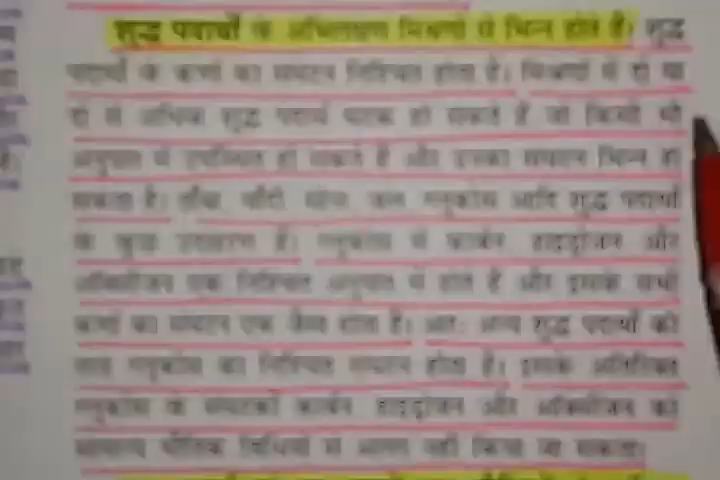 शुद्ध पदार्थों के अभिलक्षण मिश्रणों से भिन्न होते हैं। शुद्ध
पदार्थों के कणों का संघटन निश्चित होता है। मिश्रणों में दो या
दो से अधिक शुद्ध पदार्थ घटक हो सकते हैं जो किसी भी
अनुपात में उपस्थित हो सकते हैं और इनका संघटन भिन्न हो
सकता है। ताँबा, चाँदी, सोना, जल, ग्लूकोस आदि शुद्ध पदार्थों
के कुछ उदाहरण हैं। ग्लूकोस में कार्बन, हाइड्रोजन और
ऑक्सीजन एक निश्चित अनुपात में होते हैं और इसके सभी
कणों का संघटन एक जैसा होता है। अतः अन्य शुद्ध पदार्थों की
तरह ग्लूकोस का निश्चित संघटन होता है। इसके अतिरिक्त
ग्लूकोस के संघटकों कार्बन, हाइड्रोजन और ऑक्सीजन को
सामान्य भौतिक विधियों से अलग नहीं किया जा सकता।